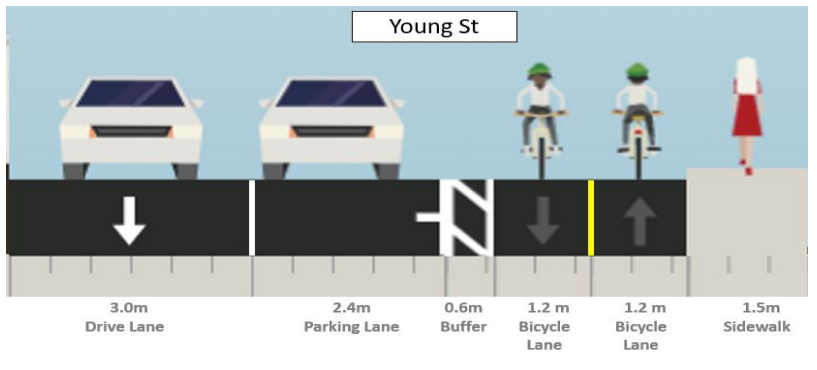 Young St
3.0m
Drive Lane
2.4m
Parking Lane
0.6m
Buffer
1.2 m
Bicycle
Lane
1.2 m
Bicycle
Lane
1.5m
Sidewalk